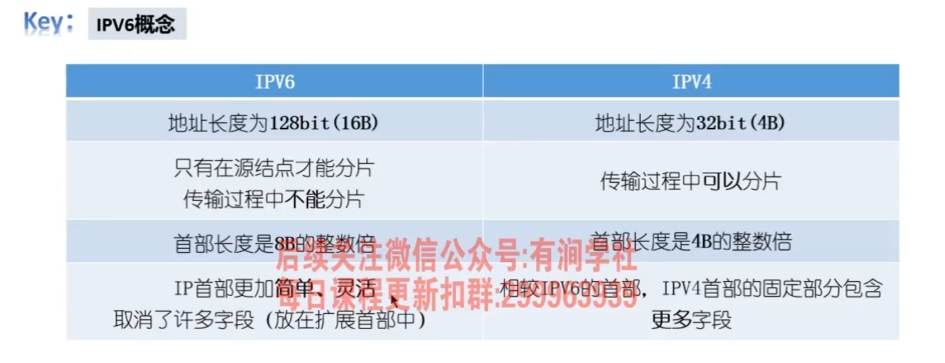 Key： IPV6概念
IPV6 IPV4
地址长度为128bit(16B) 地址长度为32bit(4B)
只有在源结点才能分片
传输过程中不能分片 传输过程中可以分片
首部长度是8B的整数倍 首部长度是4B的整数倍
后续关注微信公众号:有涧学社
IP首部更加简单、灵活 相较IPV6的首部，IPV4首部的固定部分包含
每日课程更新扣群:
取消了许多字段（放在扩展首部中） 更多字段